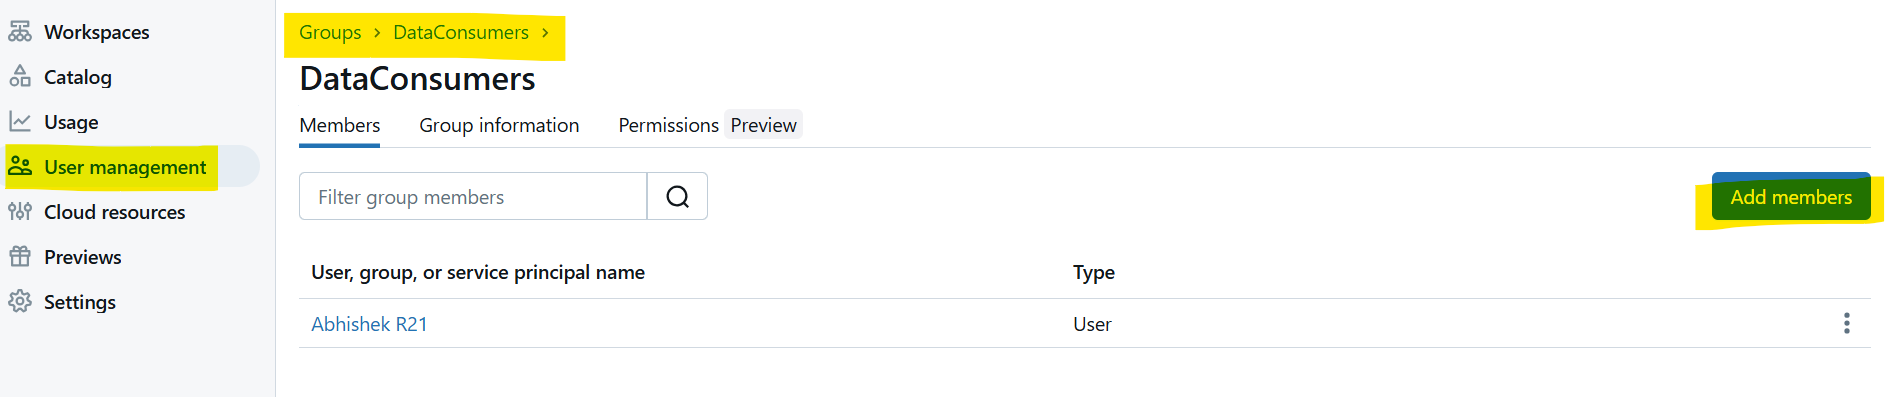 Workspaces
Catalog
Usage
User management
Cloud resources
Previews
Settings
Groups > DataConsumers >
DataConsumers
Members Group information Permissions Preview
Filter group members
Add members
User, group, or service principal name Type
Abhishek R21 User